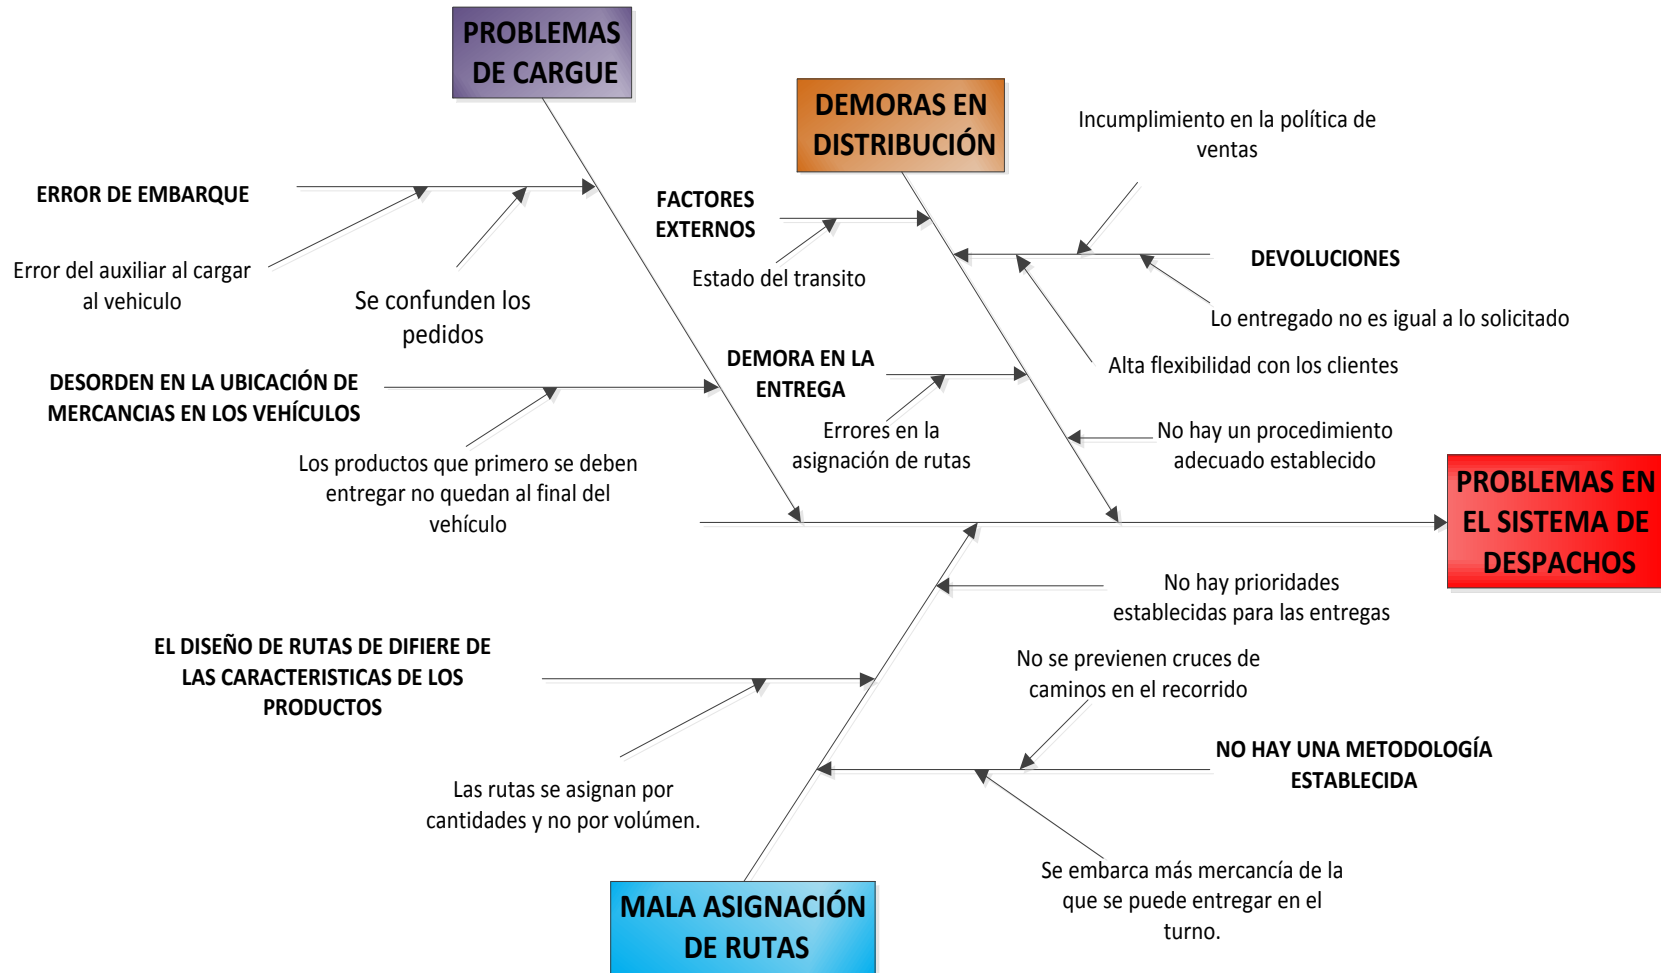 PROBLEMAS
DE CARGUE
DEMORAS EN
DISTRIBUCIÓN
Incumplimiento en la política de
ventas
ERROR DE EMBARQUE
FACTORES
EXTERNOS
DEVOLUCIONES
Error del auxiliar al cargar
al vehiculo
Se confunden los
pedidos
Estado del transito
Lo entregado no es igual a lo solicitado
DESORDEN EN LA UBICACIÓN DE
MERCANCIAS EN LOS VEHÍCULOS
DEMORA EN LA
ENTREGA
Alta flexibilidad con los clientes
Los productos que primero se deben
entregar no quedan al final del
vehículo
Errores en la
asignación de rutas
No hay un procedimiento
adecuado establecido
PROBLEMAS EN
EL SISTEMA DE
DESPACHOS
No hay prioridades
establecidas para las entregas
EL DISEÑO DE RUTAS DE DIFIERE DE
LAS CARACTERISTICAS DE LOS
PRODUCTOS
No se previenen cruces de
caminos en el recorrido
NO HAY UNA METODOLOGÍA
ESTABLECIDA
Las rutas se asignan por
cantidades y no por volúmen.
Se embarca más mercancía de la
que se puede entregar en el
turno.
MALA ASIGNACIÓN
DE RUTAS